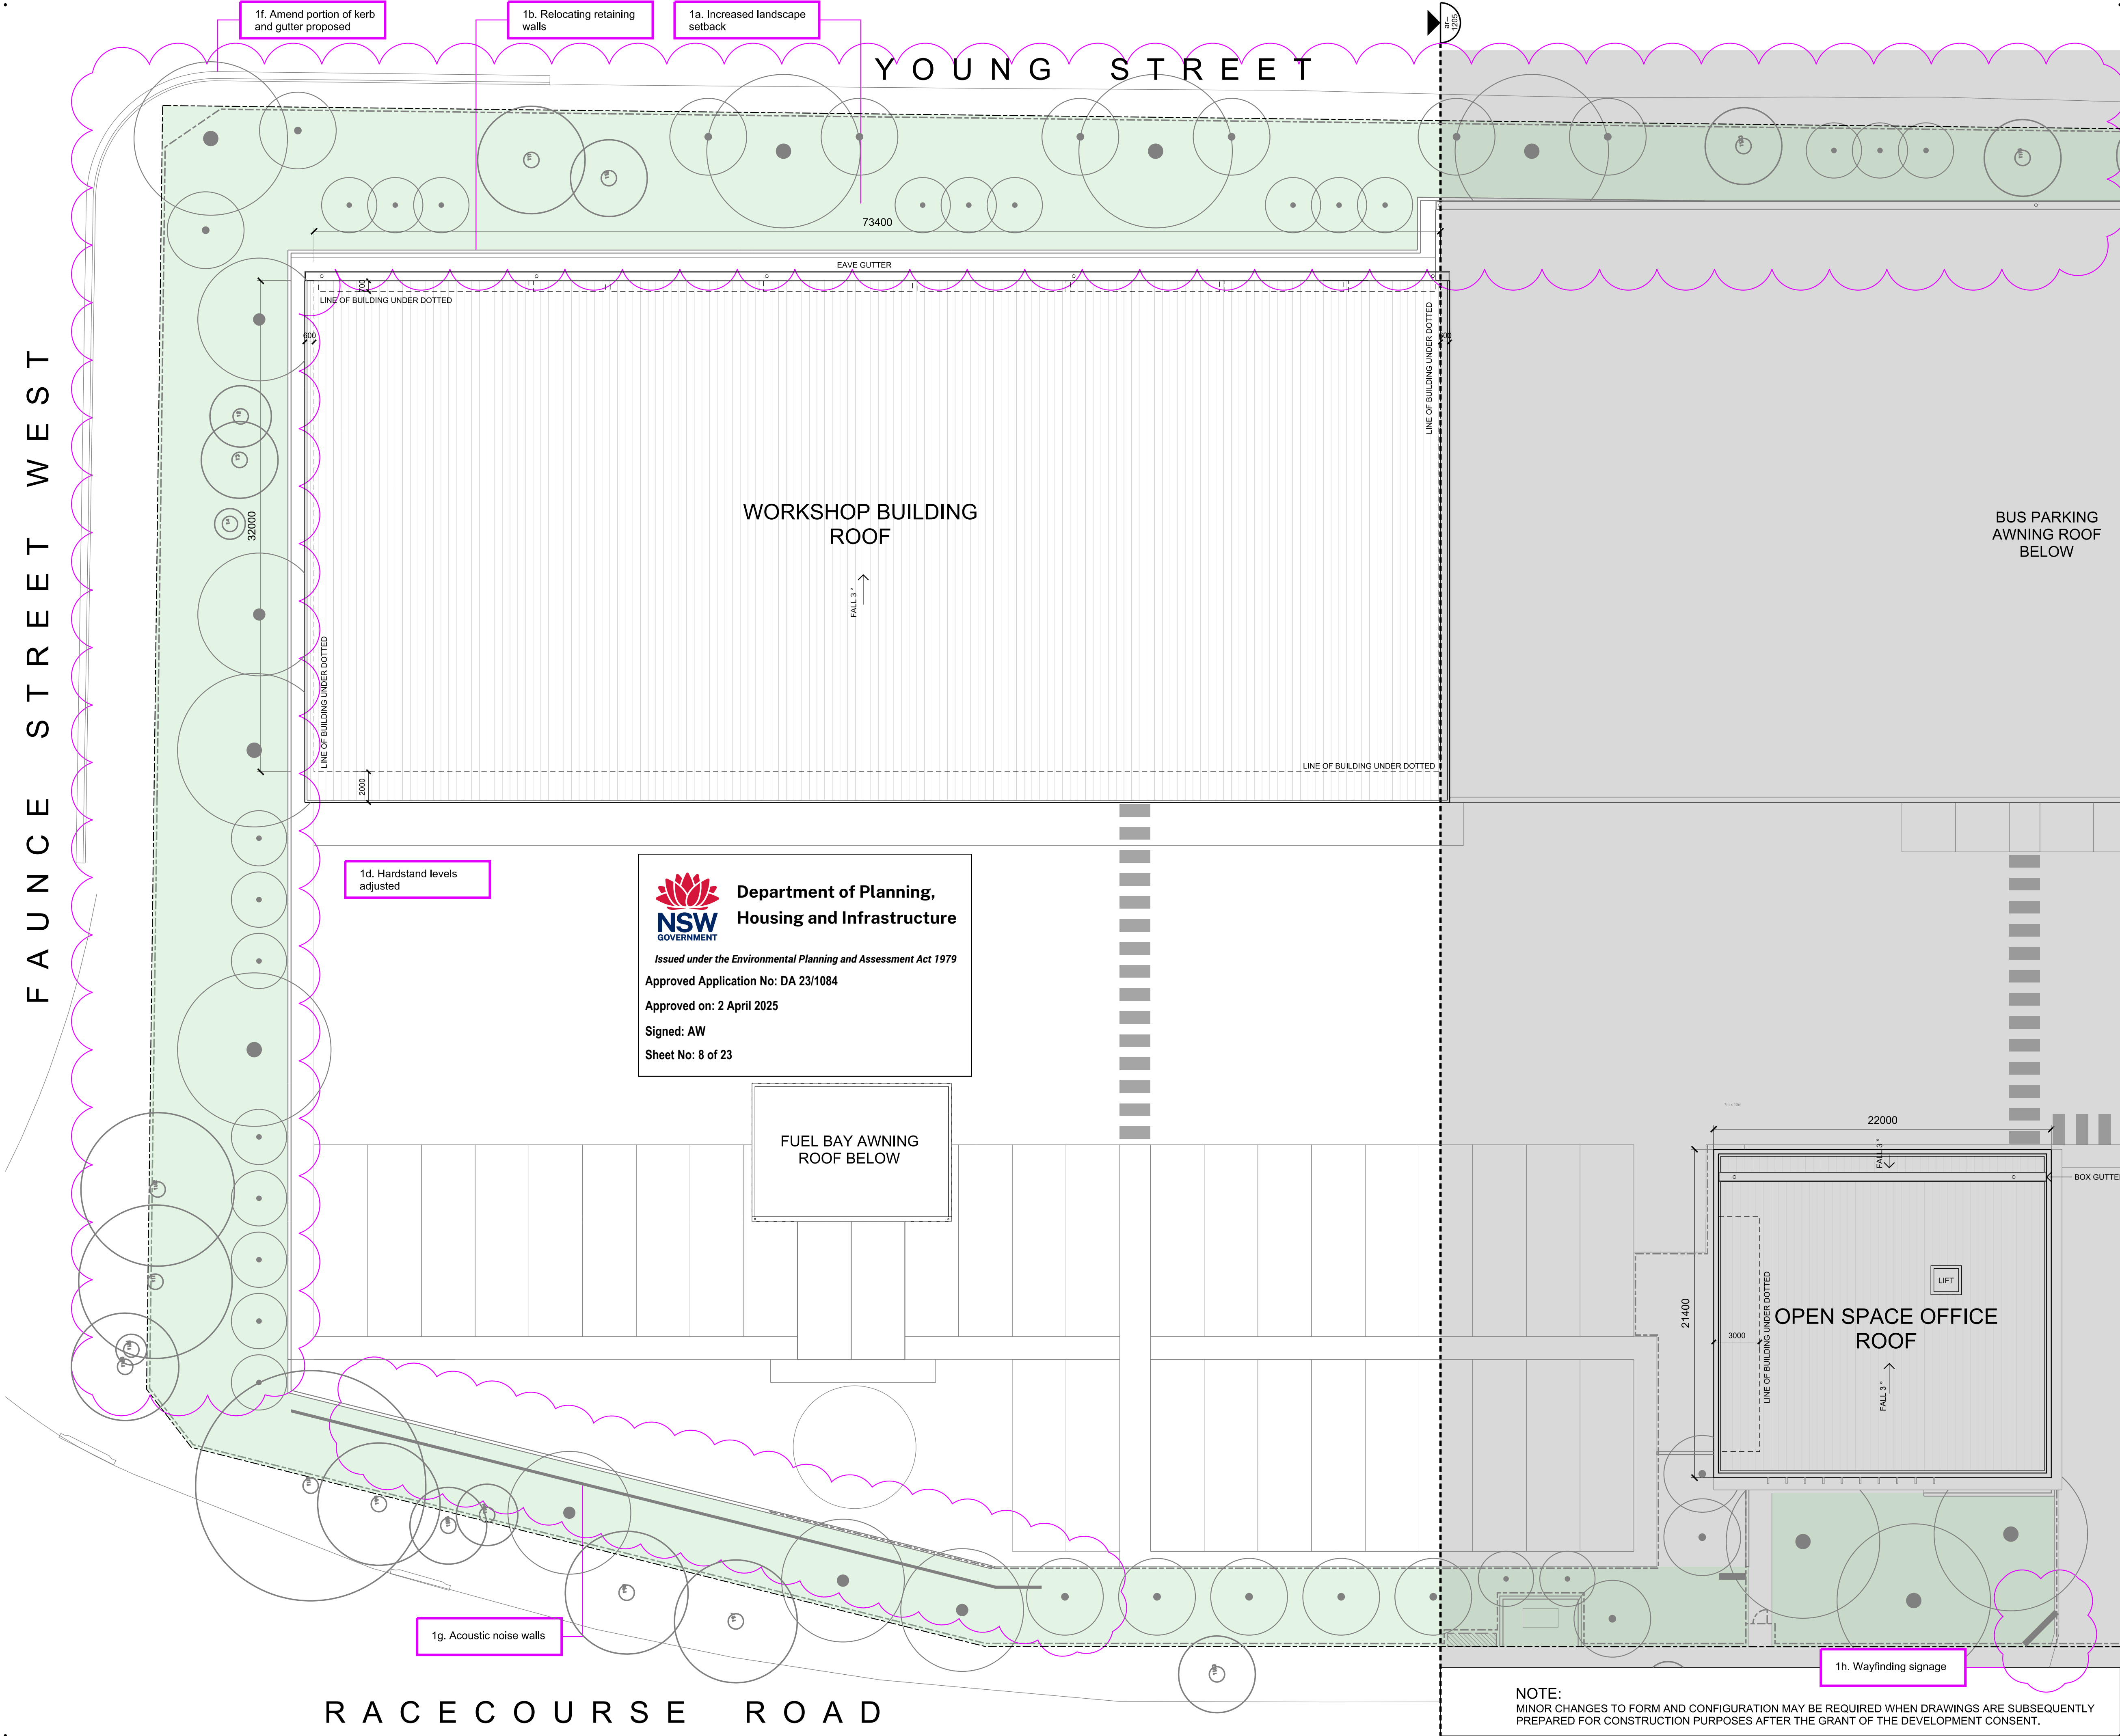 1f. Amend portion of kerb
and gutter proposed
1b. Relocating retaining
walls
1a. Increased landscape
setback
1205
YOUNG STREET
FAUNCE STREET WEST
73400
EAVE GUTTER
700
LINE OF BUILDING UNDER DOTTED
600
600
LINE OF BUILDING UNDER DOTTED
32000
WORKSHOP BUILDING
ROOF
FALL 3 °
BUS PARKING
AWNING ROOF
BELOW
LINE OF BUILDING UNDER DOTTED
LINE OF BUILDING UNDER DOTTED
2000
1d. Hardstand levels
adjusted
NSW
GOVERNMENT
Department of Planning,
Housing and Infrastructure
Issued under the Environmental Planning and Assessment Act 1979
Approved Application No: DA 23/1084
Approved on: 2 April 2025
Signed: AW
Sheet No: 8 of 23
FUEL BAY AWNING
ROOF BELOW
22000
FALL 3 °
BOX GUTTE
21400
LIFT
3000
LINE OF BUILDING UNDER DOTTED
OPEN SPACE OFFICE
ROOF
FALL 3 °
1g. Acoustic noise walls
1h. Wayfinding signage
RACECOURSE ROAD
NOTE:
MINOR CHANGES TO FORM AND CONFIGURATION MAY BE REQUIRED WHEN DRAWINGS ARE SUBSEQUENTLY
PREPARED FOR CONSTRUCTION PURPOSES AFTER THE GRANT OF THE DEVELOPMENT CONSENT.